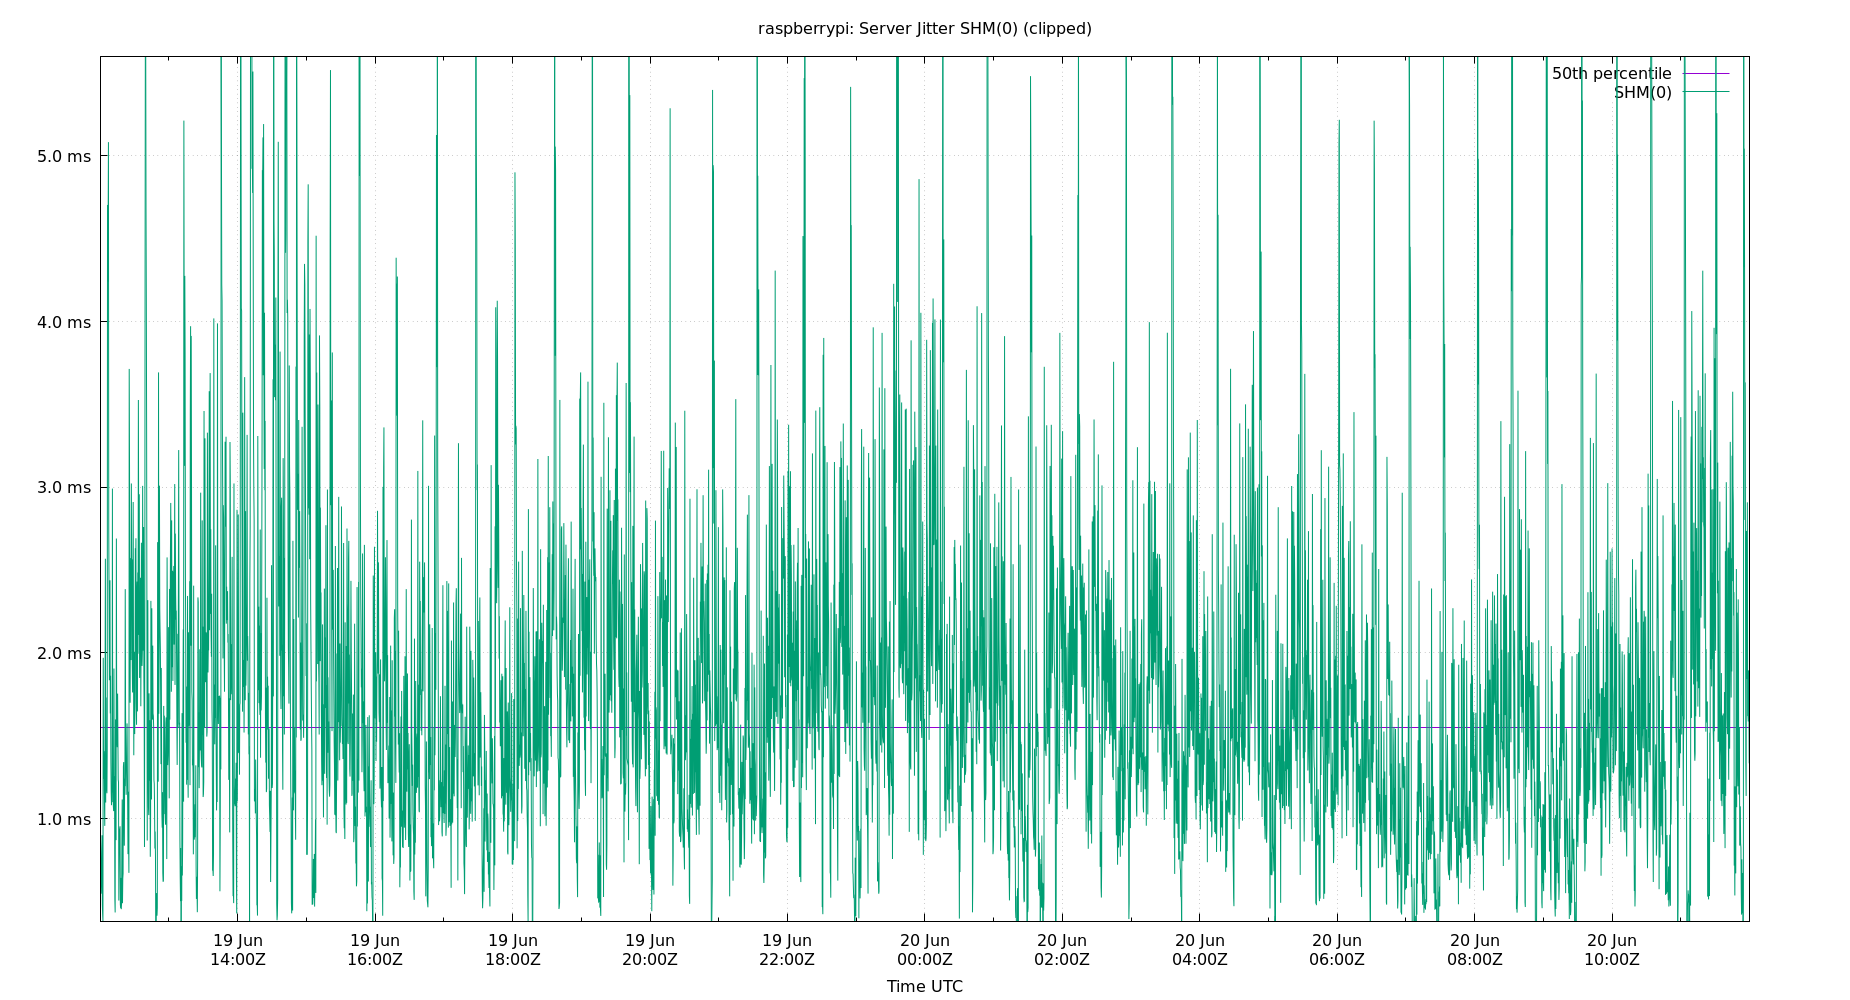 raspberrypi: Server Jitter SHM(0) (clipped)
50th percentile
SHM(0)
5.0 ms
4.0 ms
3.0 ms
2.0 ms
1.0 ms
19 Jun 19 Jun 19 Jun 19 Jun 19 Jun 20 Jun 20 Jun 20 Jun 20 Jun 20 Jun 20 Jun
14:00Z 16:00Z 18:00Z 20:00Z 22:00Z 00:00Z 02:00Z 04:00Z 06:00Z 08:00Z 10:00Z
Time UTC